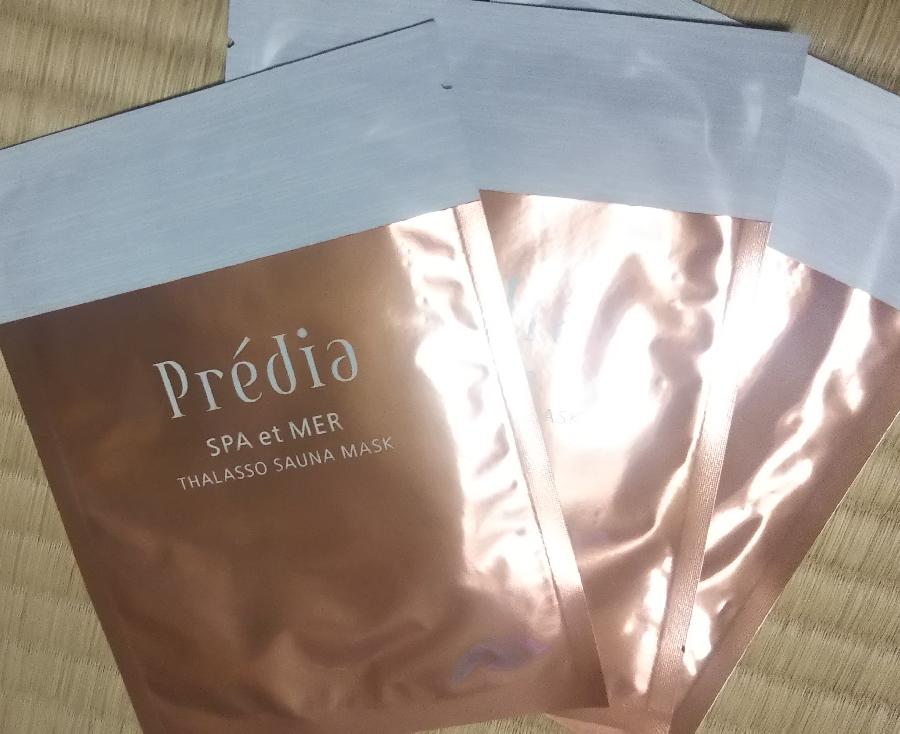 Prédia
SPA et MER
THALASSO SAUNA MASK